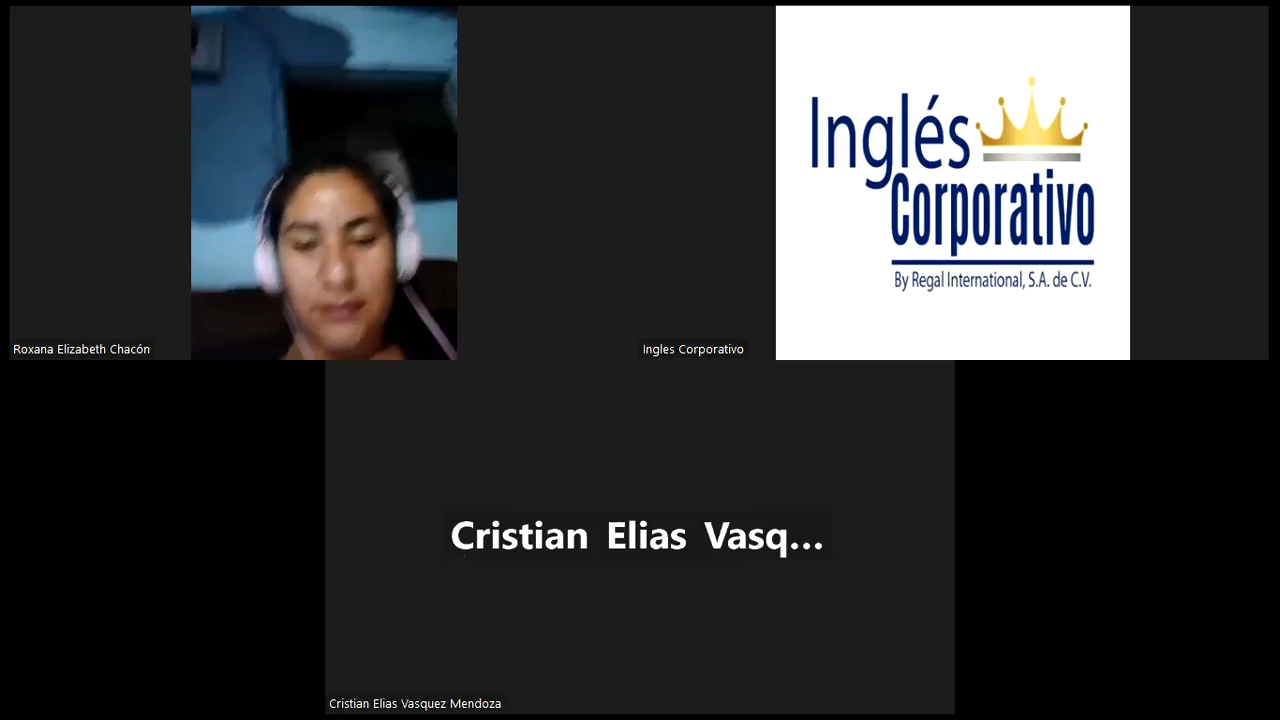 Inglés
Corporativo
By Regal International, S.A. de C.V.
Roxana Elizabeth Chacón
Ingles Corporativo
Cristian Elias Vasq...
Cristian Elias Vasquez Mendoza